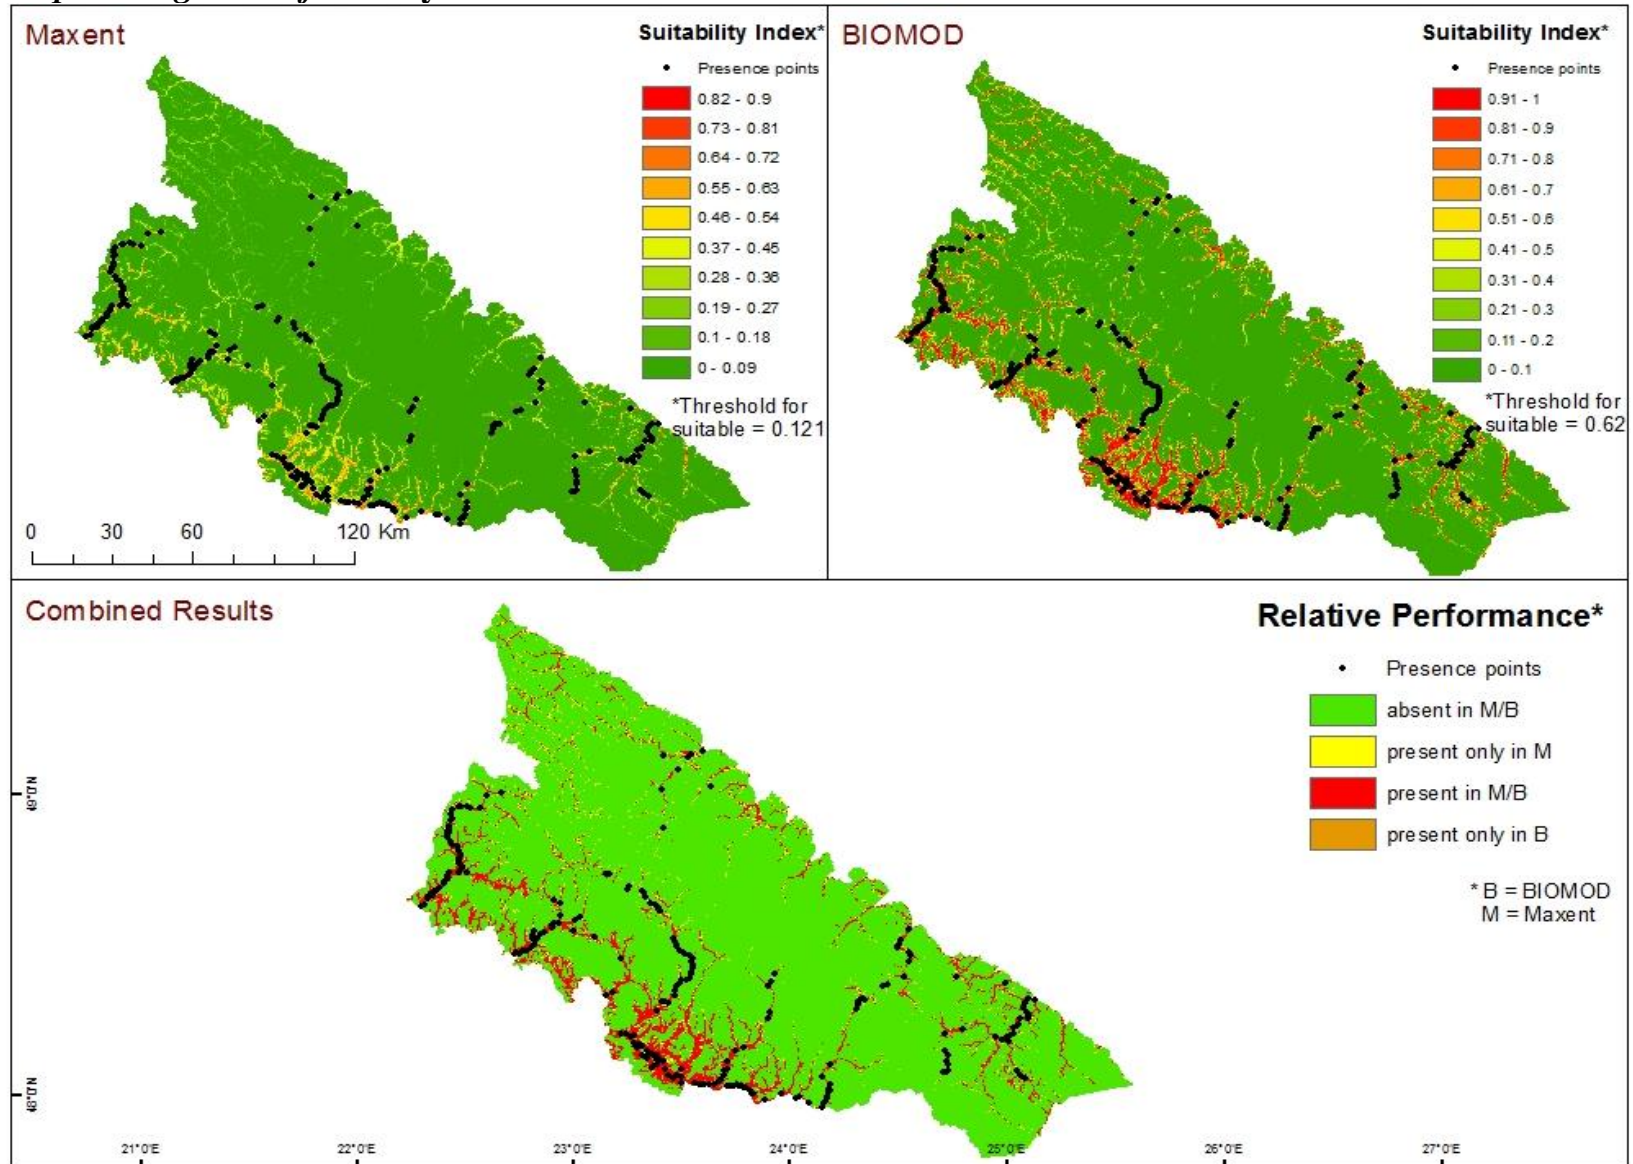 Maxent
Suitability Index*
Presence points
0.82 - 0.9
0.73 - 0.81
0.64 - 0.72
0.55 - 0.63
0.46 - 0.54
0.37 - 0.45
0.28 - 0.36
0.19 - 0.27
0.1 - 0.18
0 - 0.09
*Threshold for
suitable = 0.121
0 30 60 120 Km
BIOMOD
Suitability Index*
Presence points
0.91 - 1
0.81 - 0.9
0.71 - 0.8
0.61 - 0.7
0.51 - 0.6
0.41 - 0.5
0.31 - 0.4
0.21 - 0.3
0.11 - 0.2
0 - 0.1
*Threshold for
suitable = 0.62
Combined Results
Relative Performance*
Presence points
absent in M/B
present only in M
present in M/B
present only in B
* B = BIOMOD
M = Maxent
49°0'N
48°0'N
21°0'E 22°0'E 23°0'E 24°0'E 25°0'E 26°0'E 27°0'E